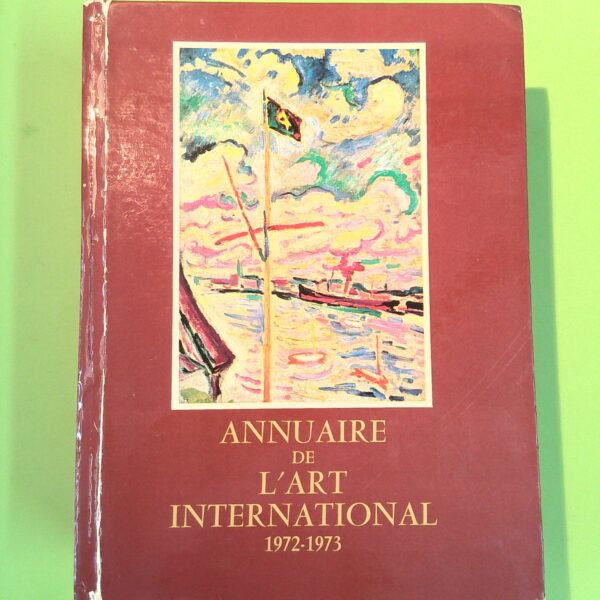 ANNUAIRE
DE
L'ART
INTERNATIONAL
1972-1973